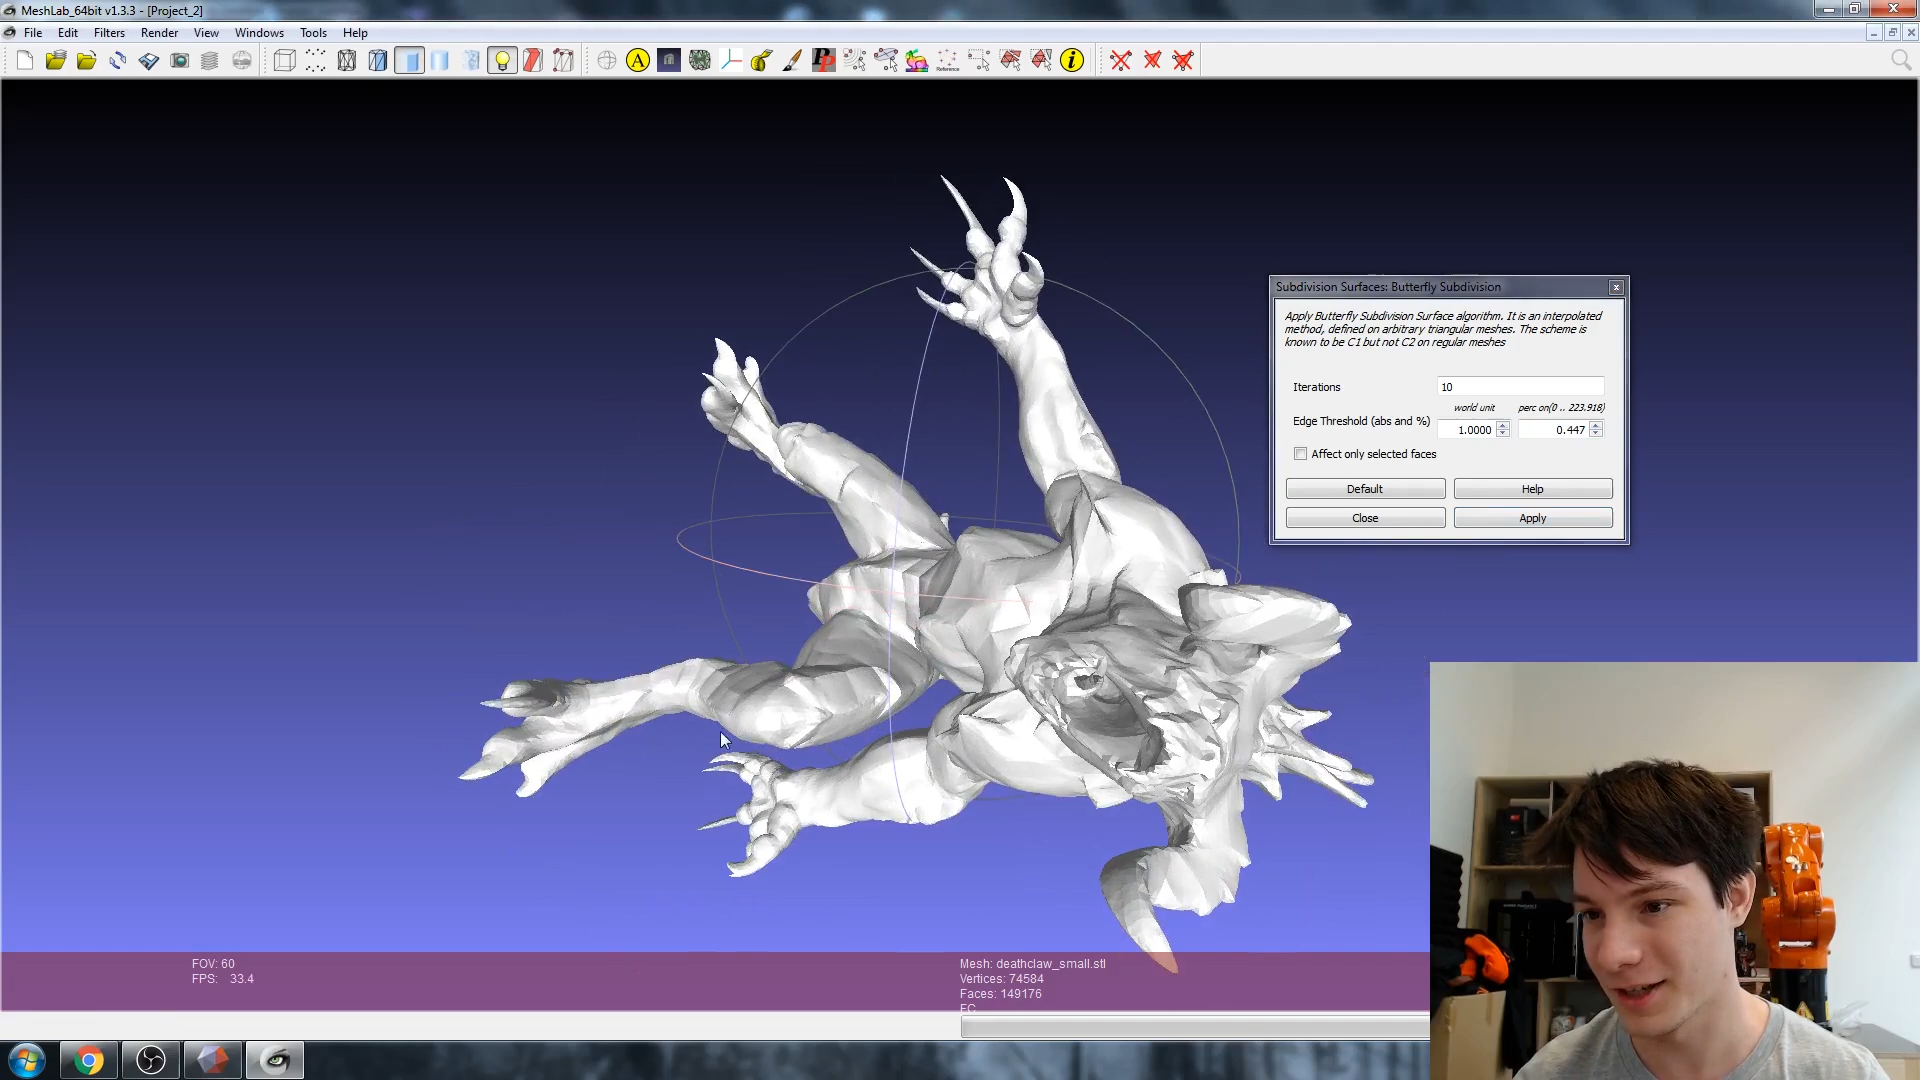 MeshLab_64bit v1.3.3 - [Project_2]
File Edit Filters Render View Windows Tools Help
A
PP
Reference
i
Subdivision Surfaces: Butterfly Subdivision
Apply Butterfly Subdivision Surface algorithm. It is an interpolated
method, defined on arbitrary triangular meshes. The scheme is
known to be C1 but not C2 on regular meshes
Iterations 10
world unit perc on(0 .. 223.918)
Edge Threshold (abs and %) 1.0000 0.447
Affect only selected faces
Default Help
Close Apply
FOV: 60
FPS: 33.4
Mesh: deathclaw_small.stl
Vertices: 74584
Faces: 149176
FC